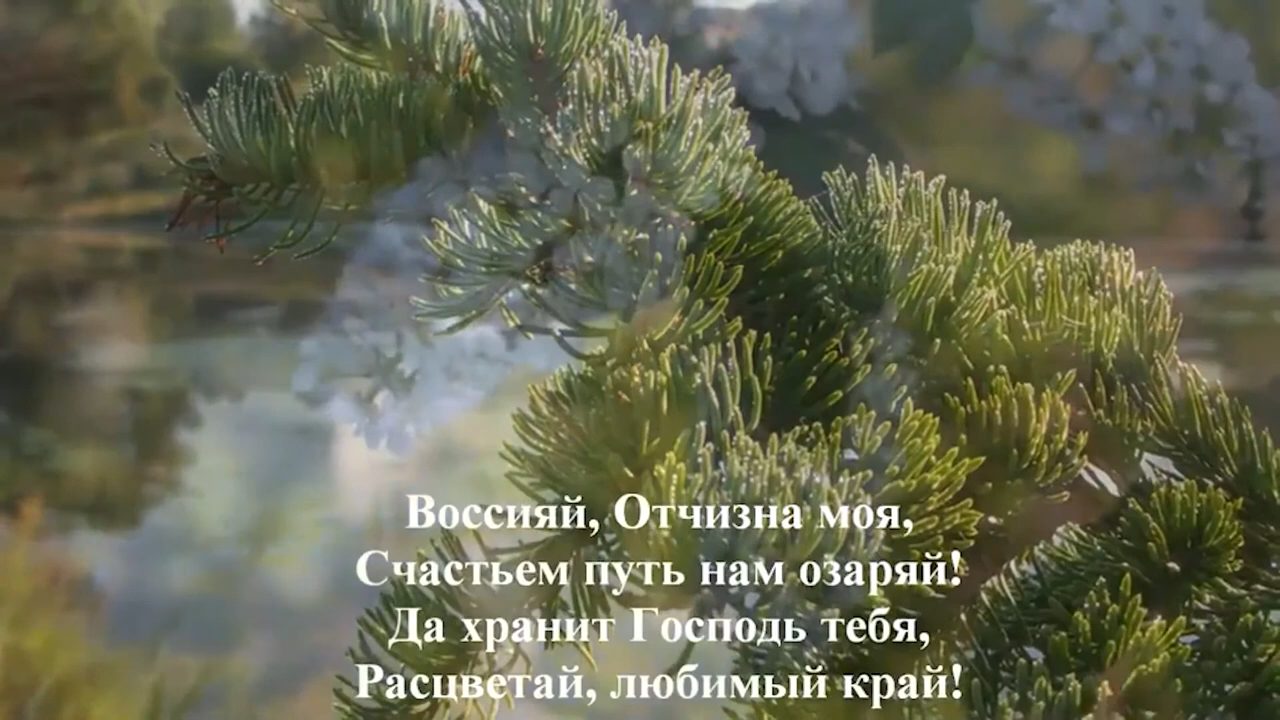 Воссияй, Отчизна моя,
Счастьем путь нам озаряй!
Да хранит Господь тебя,
Расцветай, любимый край!